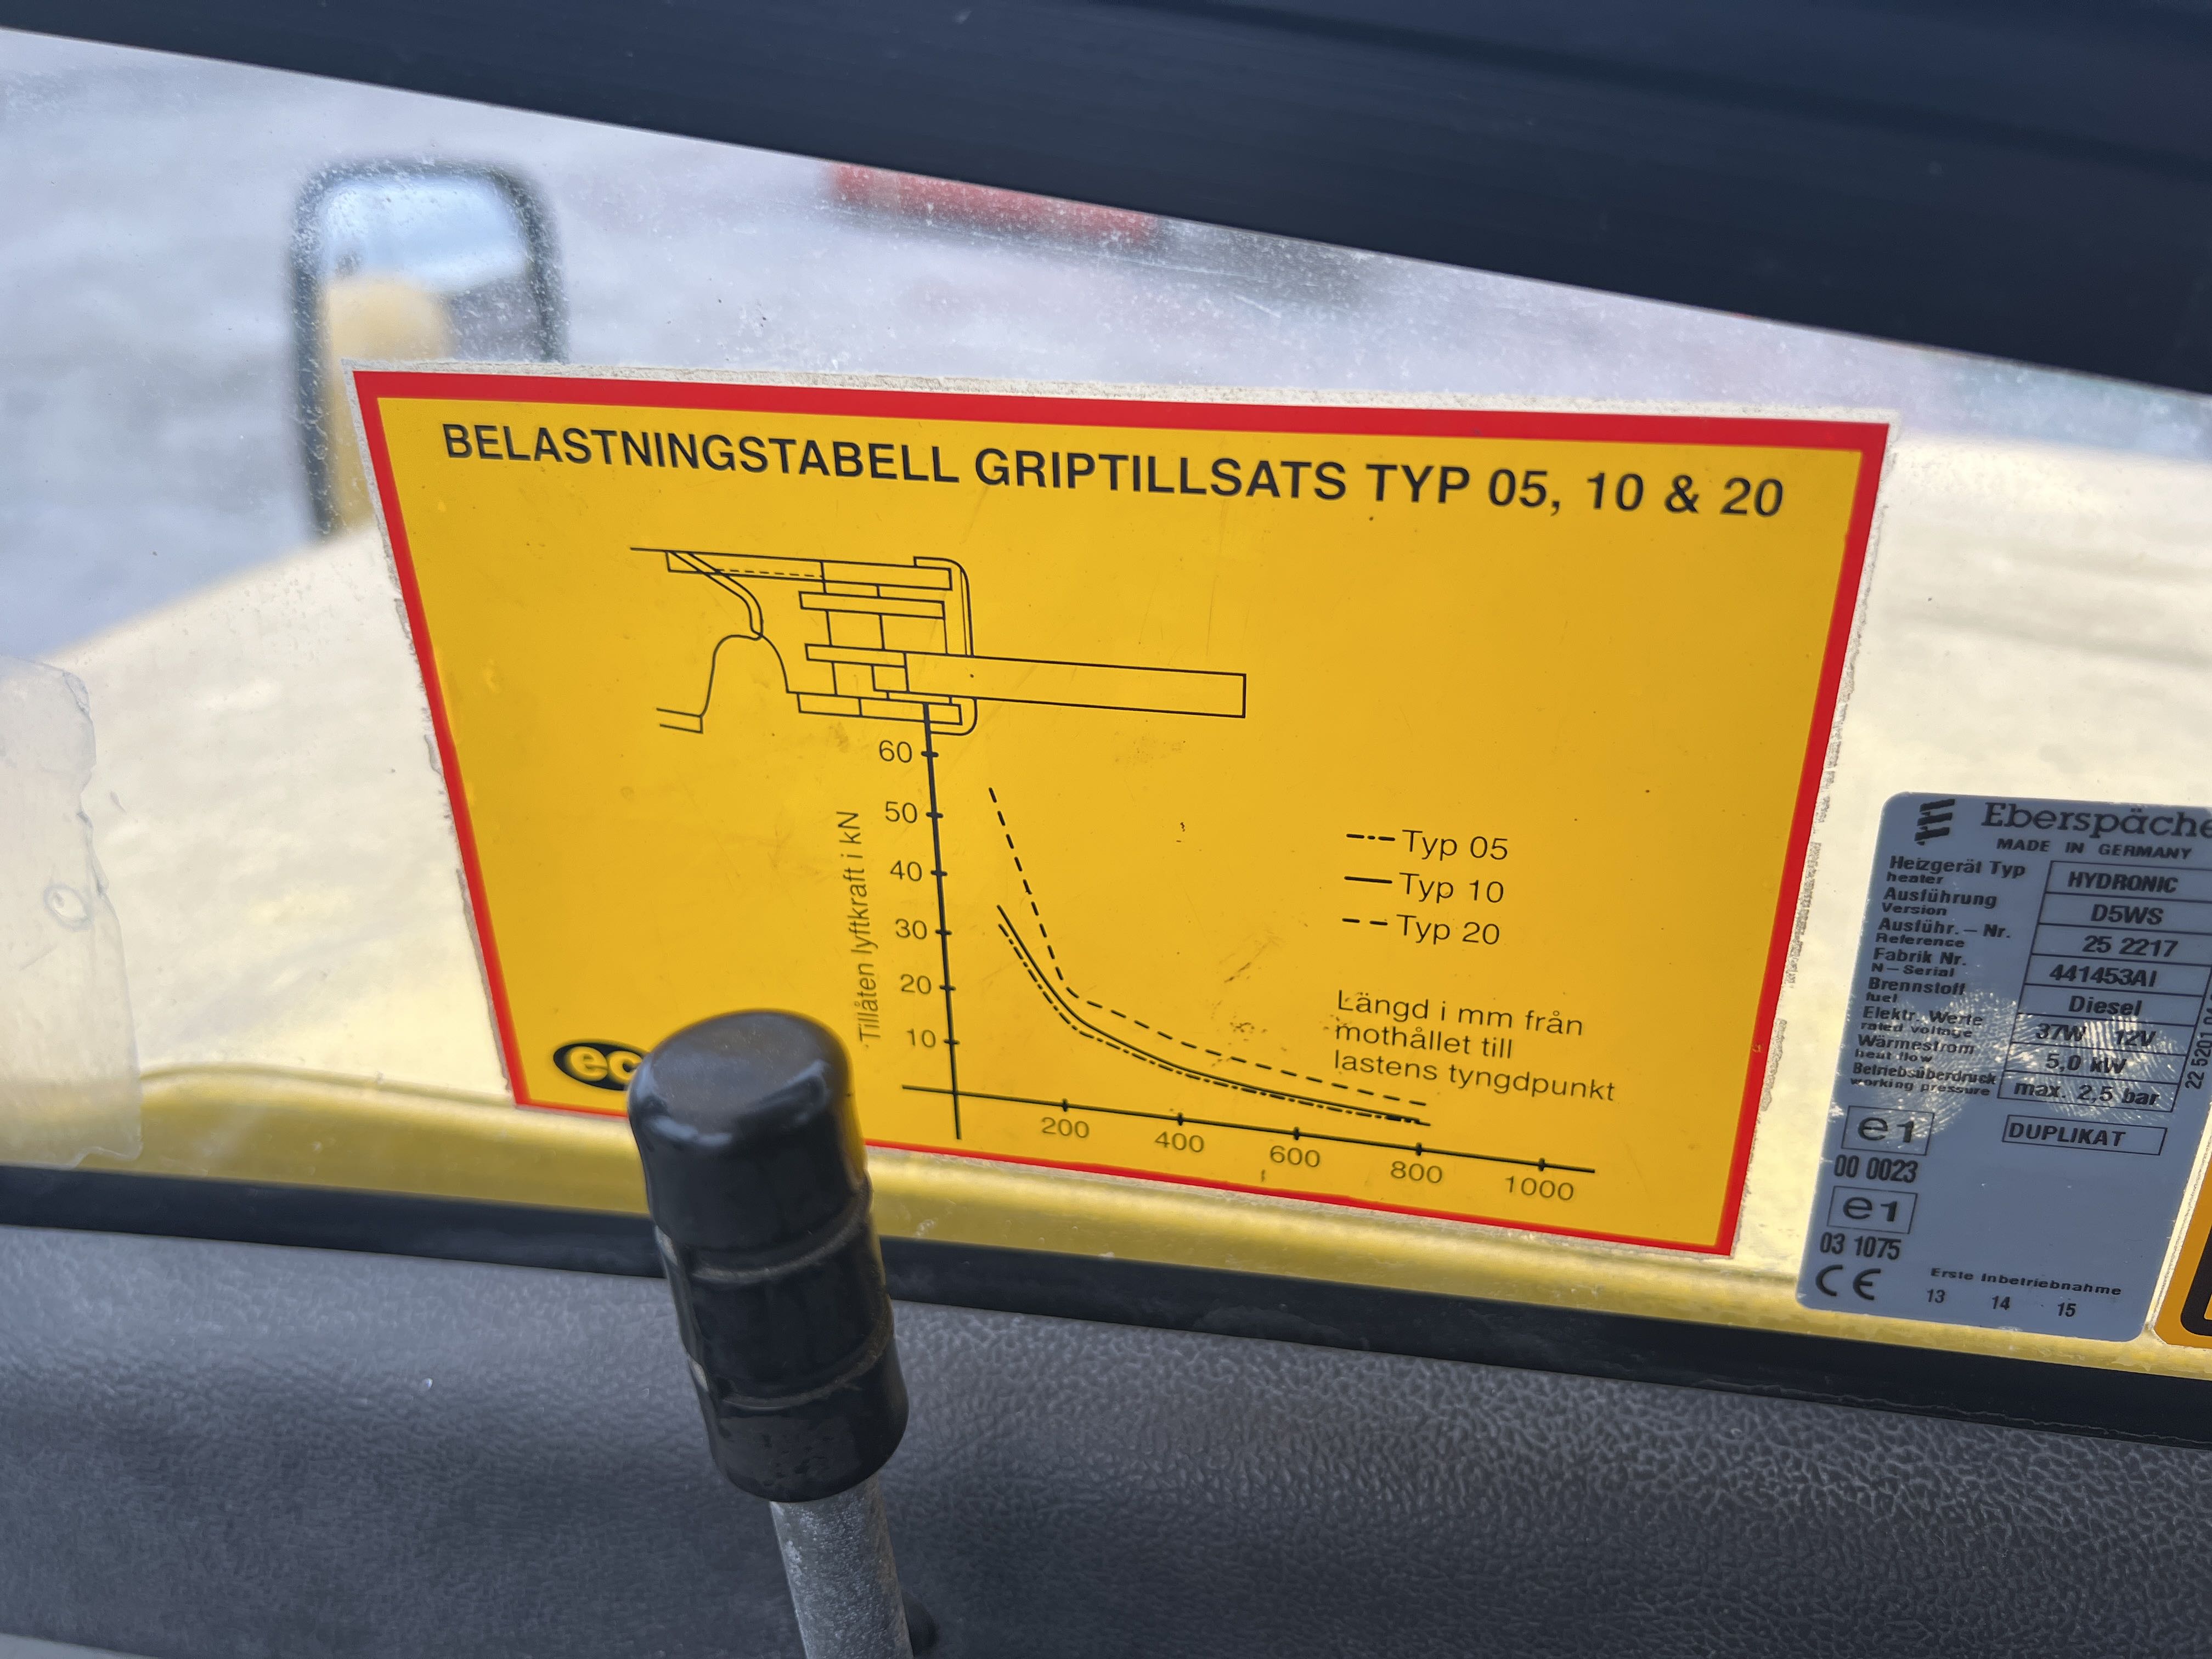 BELASTNINGSTABELL GRIPTILLSATS TYP 05, 10 & 20
60
50
40
30
20
10
Tillåten lyftkraft i kN
Typ 05
Typ 10
Typ 20
Längd i mm från
mothållet till
lastens tyngdpunkt
200
400
600
800
1000
MADE IN GERMANY
Heizgerät Typ
heater
HYDRONIC
Ausführung
Version
D5WS
Ausführ. – Nr.
Reference
25 2217
Fabrik Nr.
N – Serial
441453AI
Brennstoff
fuel
Diesel
Elektr. Werte
rated voltage
37W 12V
Wärmestrom
heat flow
5,0 kW
Betriebsüberdruck
working pressure
max. 2,5 bar
e1
00 0023
DUPLIKAT
e1
03 1075
CE
Erste Inbetriebnahme
13 14 15